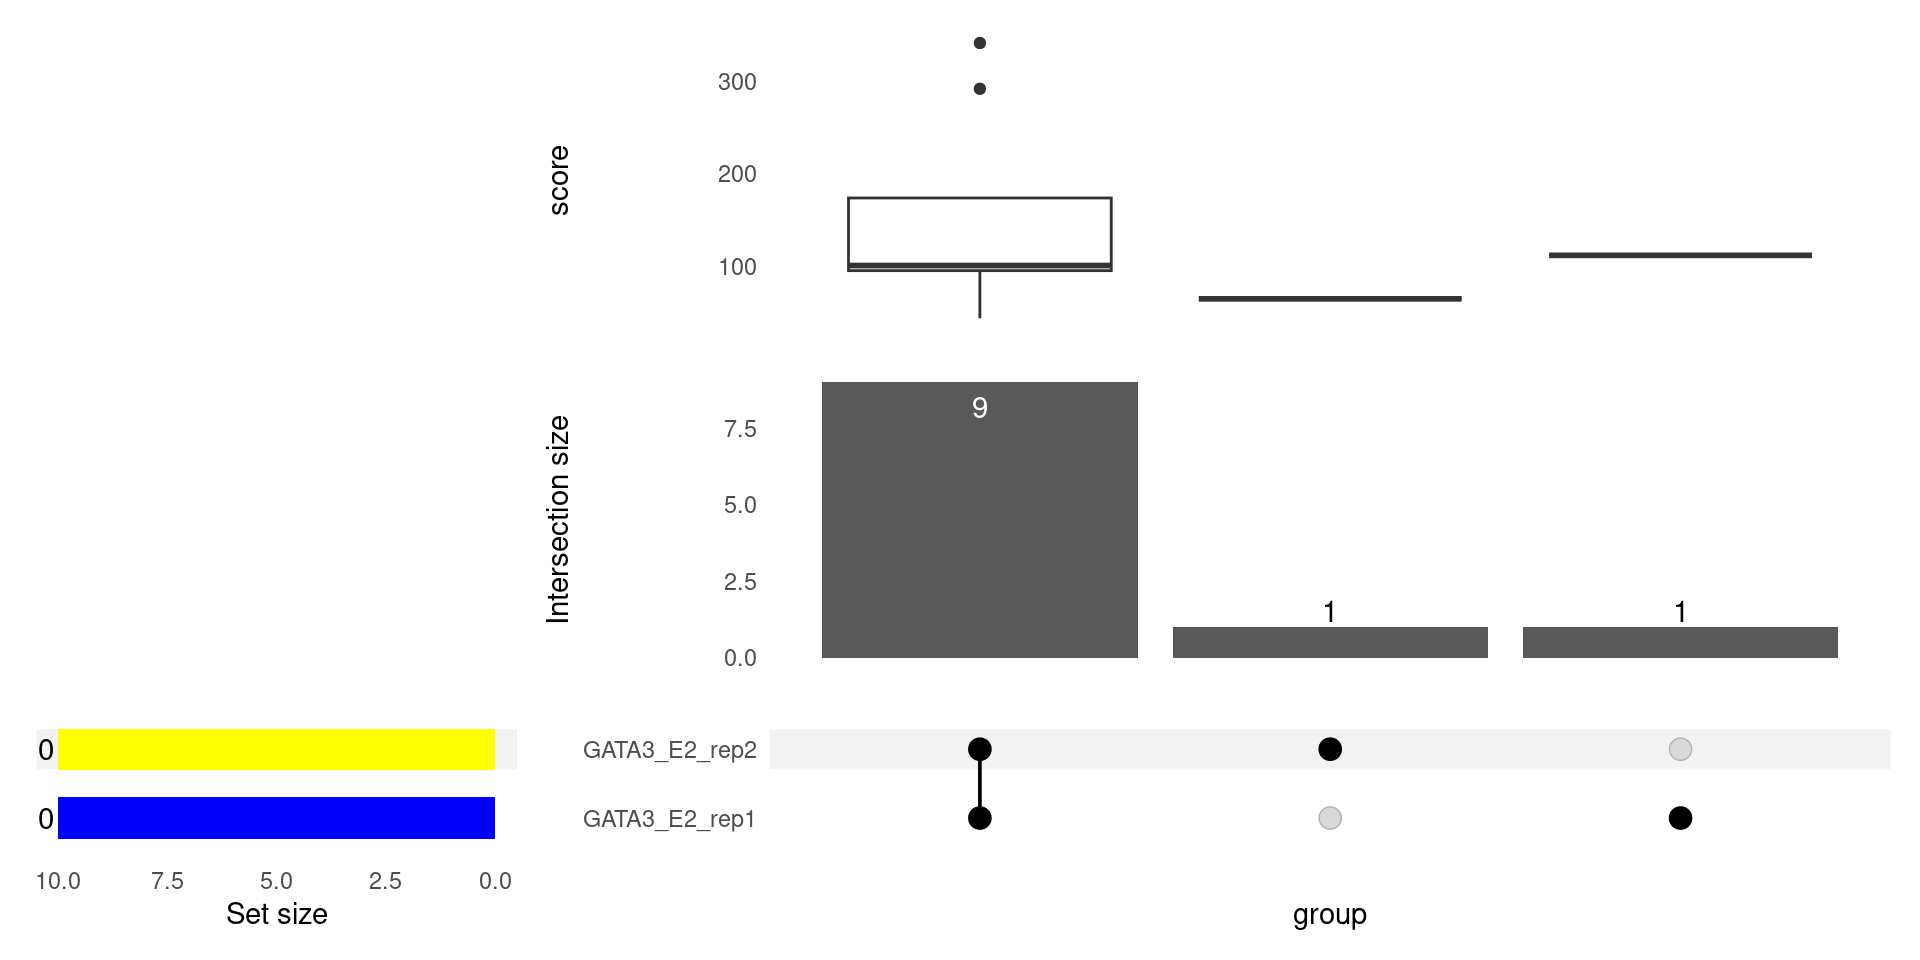 300
200
100
score
9
7.5
5.0
2.5
0.0
1
1
Intersection size
0
GATA3_E2_rep2
0
GATA3_E2_rep1
10.0 7.5 5.0 2.5 0.0
Set size
group